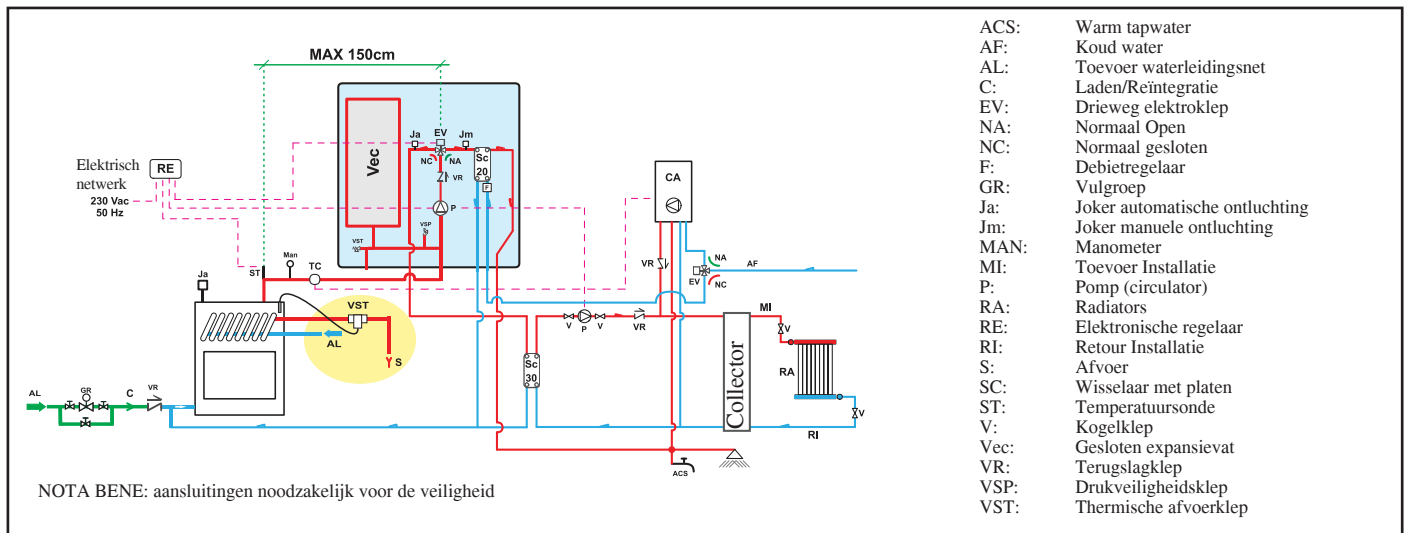 MAX 150cm
Ja
EV
Jm
NC
NA
Sc
20
Vec
VR
F
P
VSP
VST
Elektrisch
netwerk
230 Vac
50 Hz
RE
CA
VR
NA
EV
NC
AF
ST
Man
TC
Ja
VST
AL
S
V
P
V
VR
MI
V
Sc
30
Collector
RA
V
RI
AL
GR
C
VR
ACS
NOTA BENE: aansluitingen noodzakelijk voor de veiligheid
ACS: Warm tapwater
AF: Koud water
AL: Toevoer waterleidingsnet
C: Laden/Reïntegratie
EV: Drieweg elektroklep
NA: Normaal Open
NC: Normaal gesloten
F: Debietregelaar
GR: Vulgroep
Ja: Joker automatische ontluchting
Jm: Joker manuele ontluchting
MAN: Manometer
MI: Toevoer Installatie
P: Pomp (circulator)
RA: Radiators
RE: Elektronische regelaar
RI: Retour Installatie
S: Afvoer
SC: Wisselaar met platen
ST: Temperatuursonde
V: Kogelklep
Vec: Gesloten expansievat
VR: Terugslagklep
VSP: Drukveiligheidsklep
VST: Thermische afvoerklep